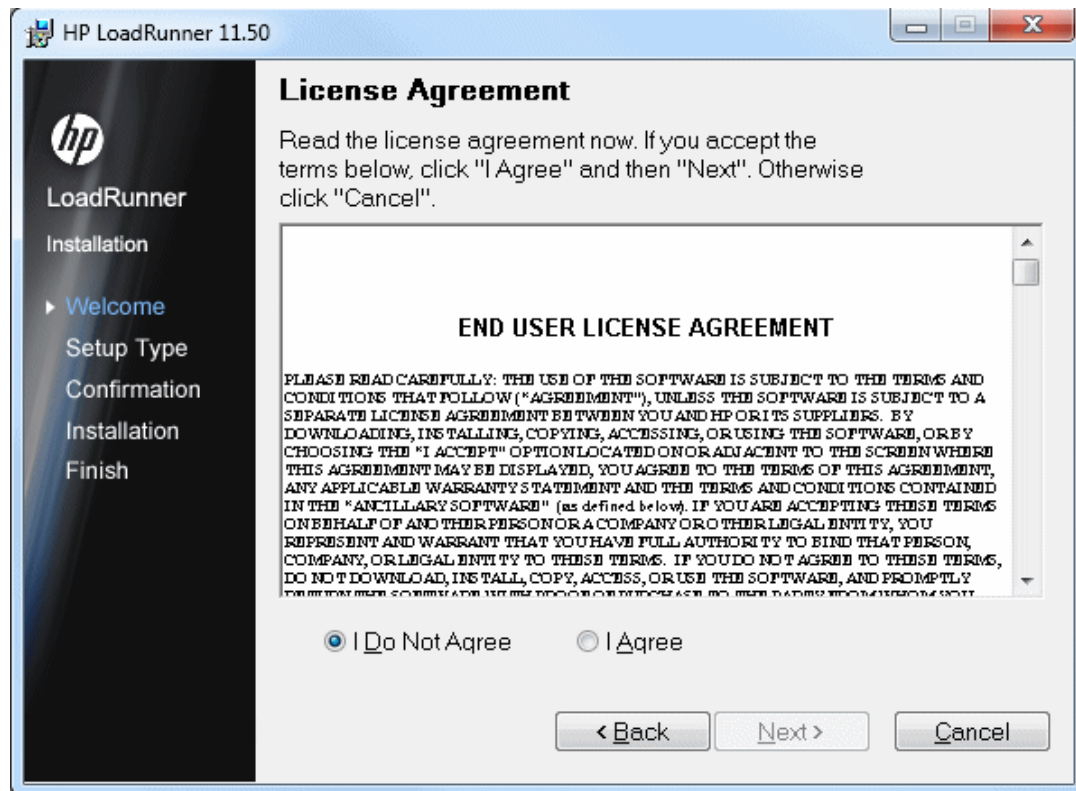 HP LoadRunner 11.50
hp
LoadRunner
Installation
Welcome
Setup Type
Confirmation
Installation
Finish
License Agreement
Read the license agreement now. If you accept the
terms below, click "I Agree" and then "Next". Otherwise
click "Cancel".
END USER LICENSE AGREEMENT
PLEASE READ CAREFULLY: THE USE OF THE SOFTWARE IS SUBJECT TO THE TERMS AND
CONDITIONS THAT FOLLOW ("AGREEMENT"), UNLESS THE SOFTWARE IS SUBJECT TO A
SEPARATE LICENSE AGREEMENT BETWEEN YOU AND HP OR ITS SUPPLIERS. BY
DOWNLOADING, INSTALLING, COPYING, ACCESSING, OR USING THE SOFTWARE, OR BY
CHOOSING THE "I ACCEPT" OPTION LOCATED ON OR ADJACENT TO THE SCREEN WHERE
THIS AGREEMENT MAY BE DISPLAYED, YOU AGREE TO THE TERMS OF THIS AGREEMENT,
ANY APPLICABLE WARRANTY STATEMENT AND THE TERMS AND CONDITIONS CONTAINED
IN THE "ANCILLARY SOFTWARE" (as defined below). IF YOU ARE ACCEPTING THESE TERMS
ON BEHALF OF ANOTHER PERSON OR A COMPANY OR OTHER LEGAL ENTITY, YOU
REPRESENT AND WARRANT THAT YOU HAVE FULL AUTHORITY TO BIND THAT PERSON,
COMPANY, OR LEGAL ENTITY TO THESE TERMS. IF YOU DO NOT AGREE TO THESE TERMS,
DO NOT DOWNLOAD, INSTALL, COPY, ACCESS, OR USE THE SOFTWARE, AND PROMPTLY
I Do Not Agree
I Agree
< Back
Next >
Cancel